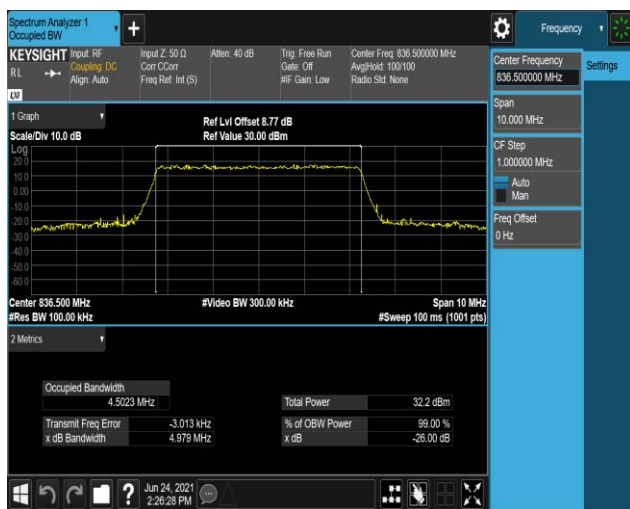 Spectrum Analyzer 1
Occupied BW
+
Frequency
KEYSIGHT
RL
LXI
Input: RF
Coupling: DC
Align: Auto
Input Z: 50 Ω
Corr CCorr
Freq Ref: Int (S)
Atten: 40 dB
Trig: Free Run
Gate: Off
#IF Gain: Low
Center Freq: 836.500000 MHz
Avg|Hold: 100/100
Radio Std: None
Center Frequency
836.500000 MHz
Settings
Span
10.000 MHz
CF Step
1.000000 MHz
Auto
Man
Freq Offset
0 Hz
1 Graph
Scale/Div 10.0 dB
Ref Lvl Offset 8.77 dB
Ref Value 30.00 dBm
Log
20.0
10.0
0.00
-10.0
-20.0
-30.0
-40.0
-50.0
-60.0
Center 836.500 MHz
#Video BW 300.00 kHz
Span 10 MHz
#Res BW 100.00 kHz
#Sweep 100 ms (1001 pts)
2 Metrics
Occupied Bandwidth
4.5023 MHz
Total Power 32.2 dBm
Transmit Freq Error -3.013 kHz
% of OBW Power 99.00 %
x dB Bandwidth 4.979 MHz
x dB -26.00 dB
?
Jun 24, 2021
2:26:28 PM